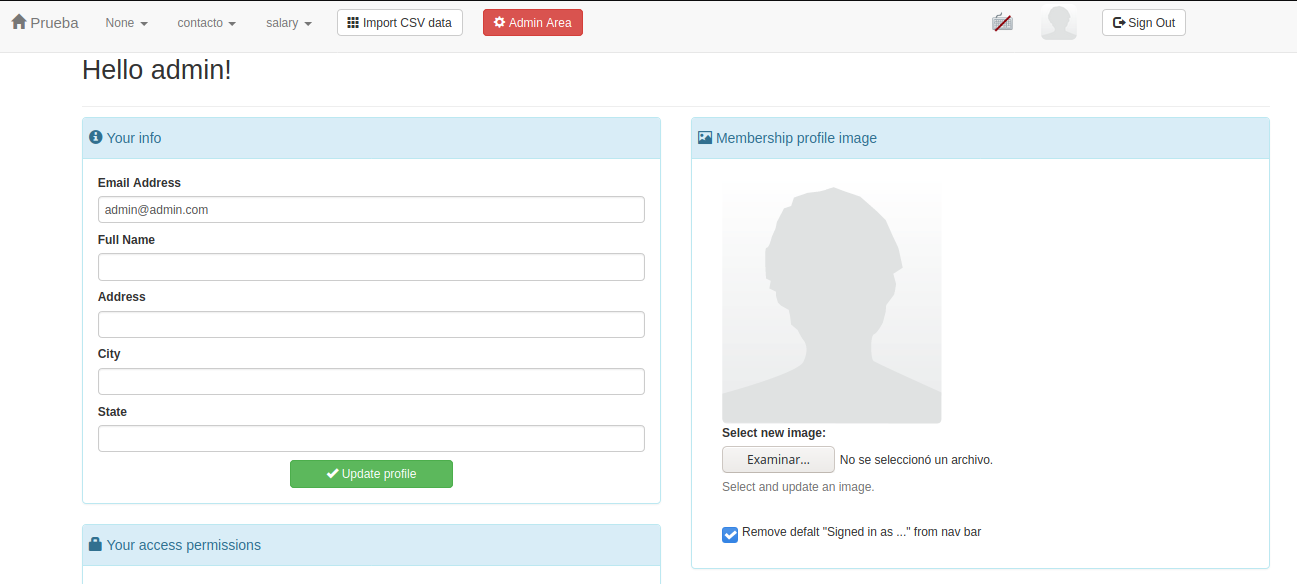 Prueba None contacto salary Import CSV data Admin Area Sign Out
Hello admin!
Your info
Email Address
admin@admin.com
Full Name
Address
City
State
Update profile
Your access permissions
Membership profile image
Select new image:
Examinar... No se seleccionó un archivo.
Select and update an image.
Remove defalt "Signed in as ..." from nav bar